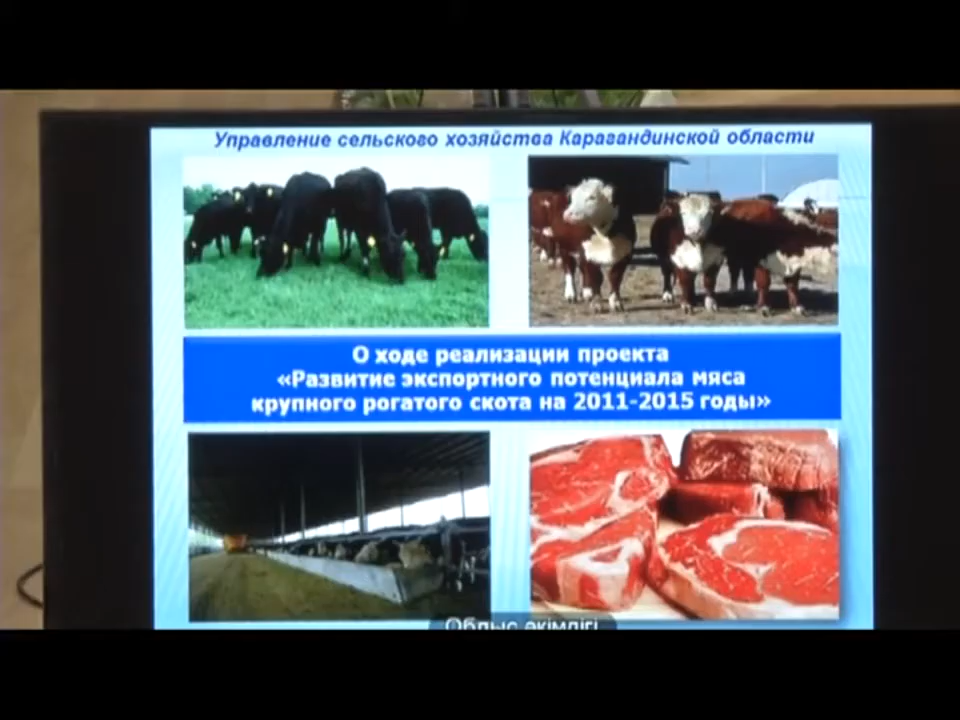 Управление сельского хозяйства Карагандинской области
О ходе реализации проекта
«Развитие экспортного потенциала мяса
крупного рогатого скота на 2011-2015 годы»
Облыс әкімдігі